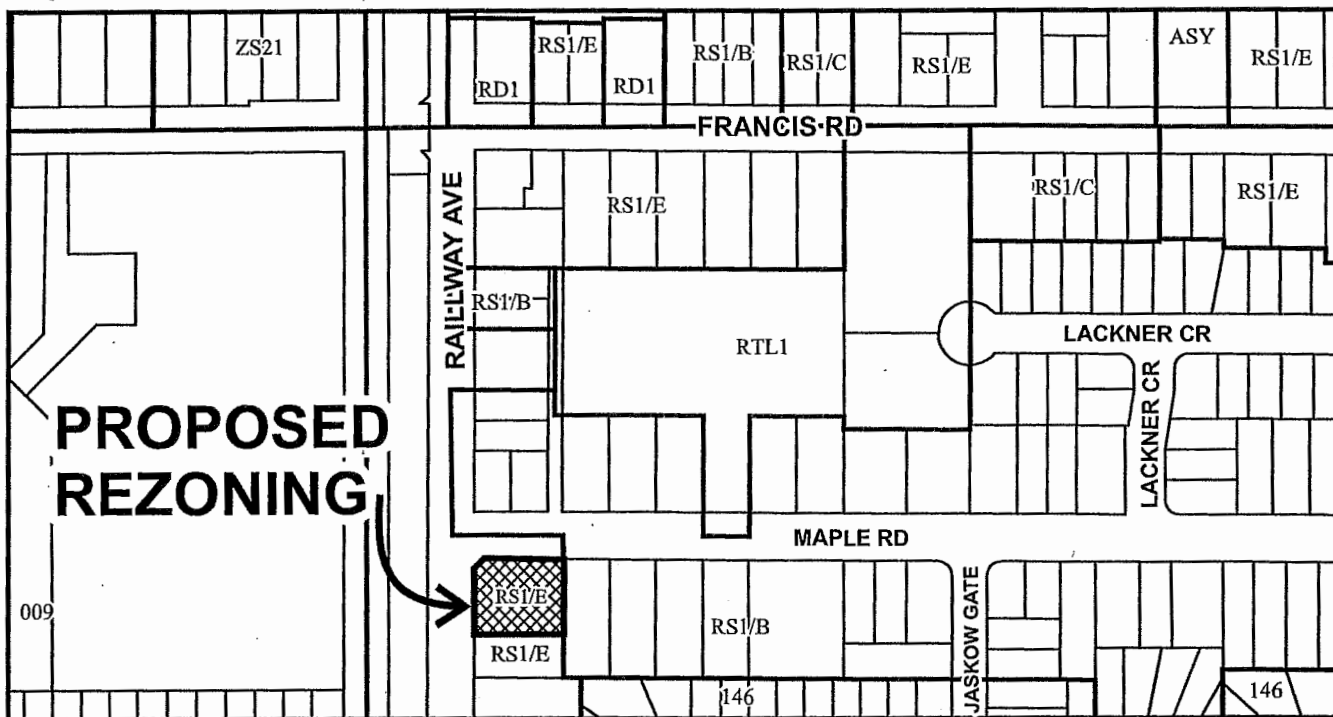 ZS21
RD1
RS1/E
RD1
RS1/B
RS1/C
RS1/E
ASY
RS1/E
FRANCIS RD
RAILWAY AVE
RS1/E
RS1/C
RS1/E
RS1/B
RTL1
LACKNER CR
LACKNER CR
PROPOSED
REZONING
MAPLE RD
009
RS1/E
RS1/E
RS1/B
JASKOW GATE
146
146